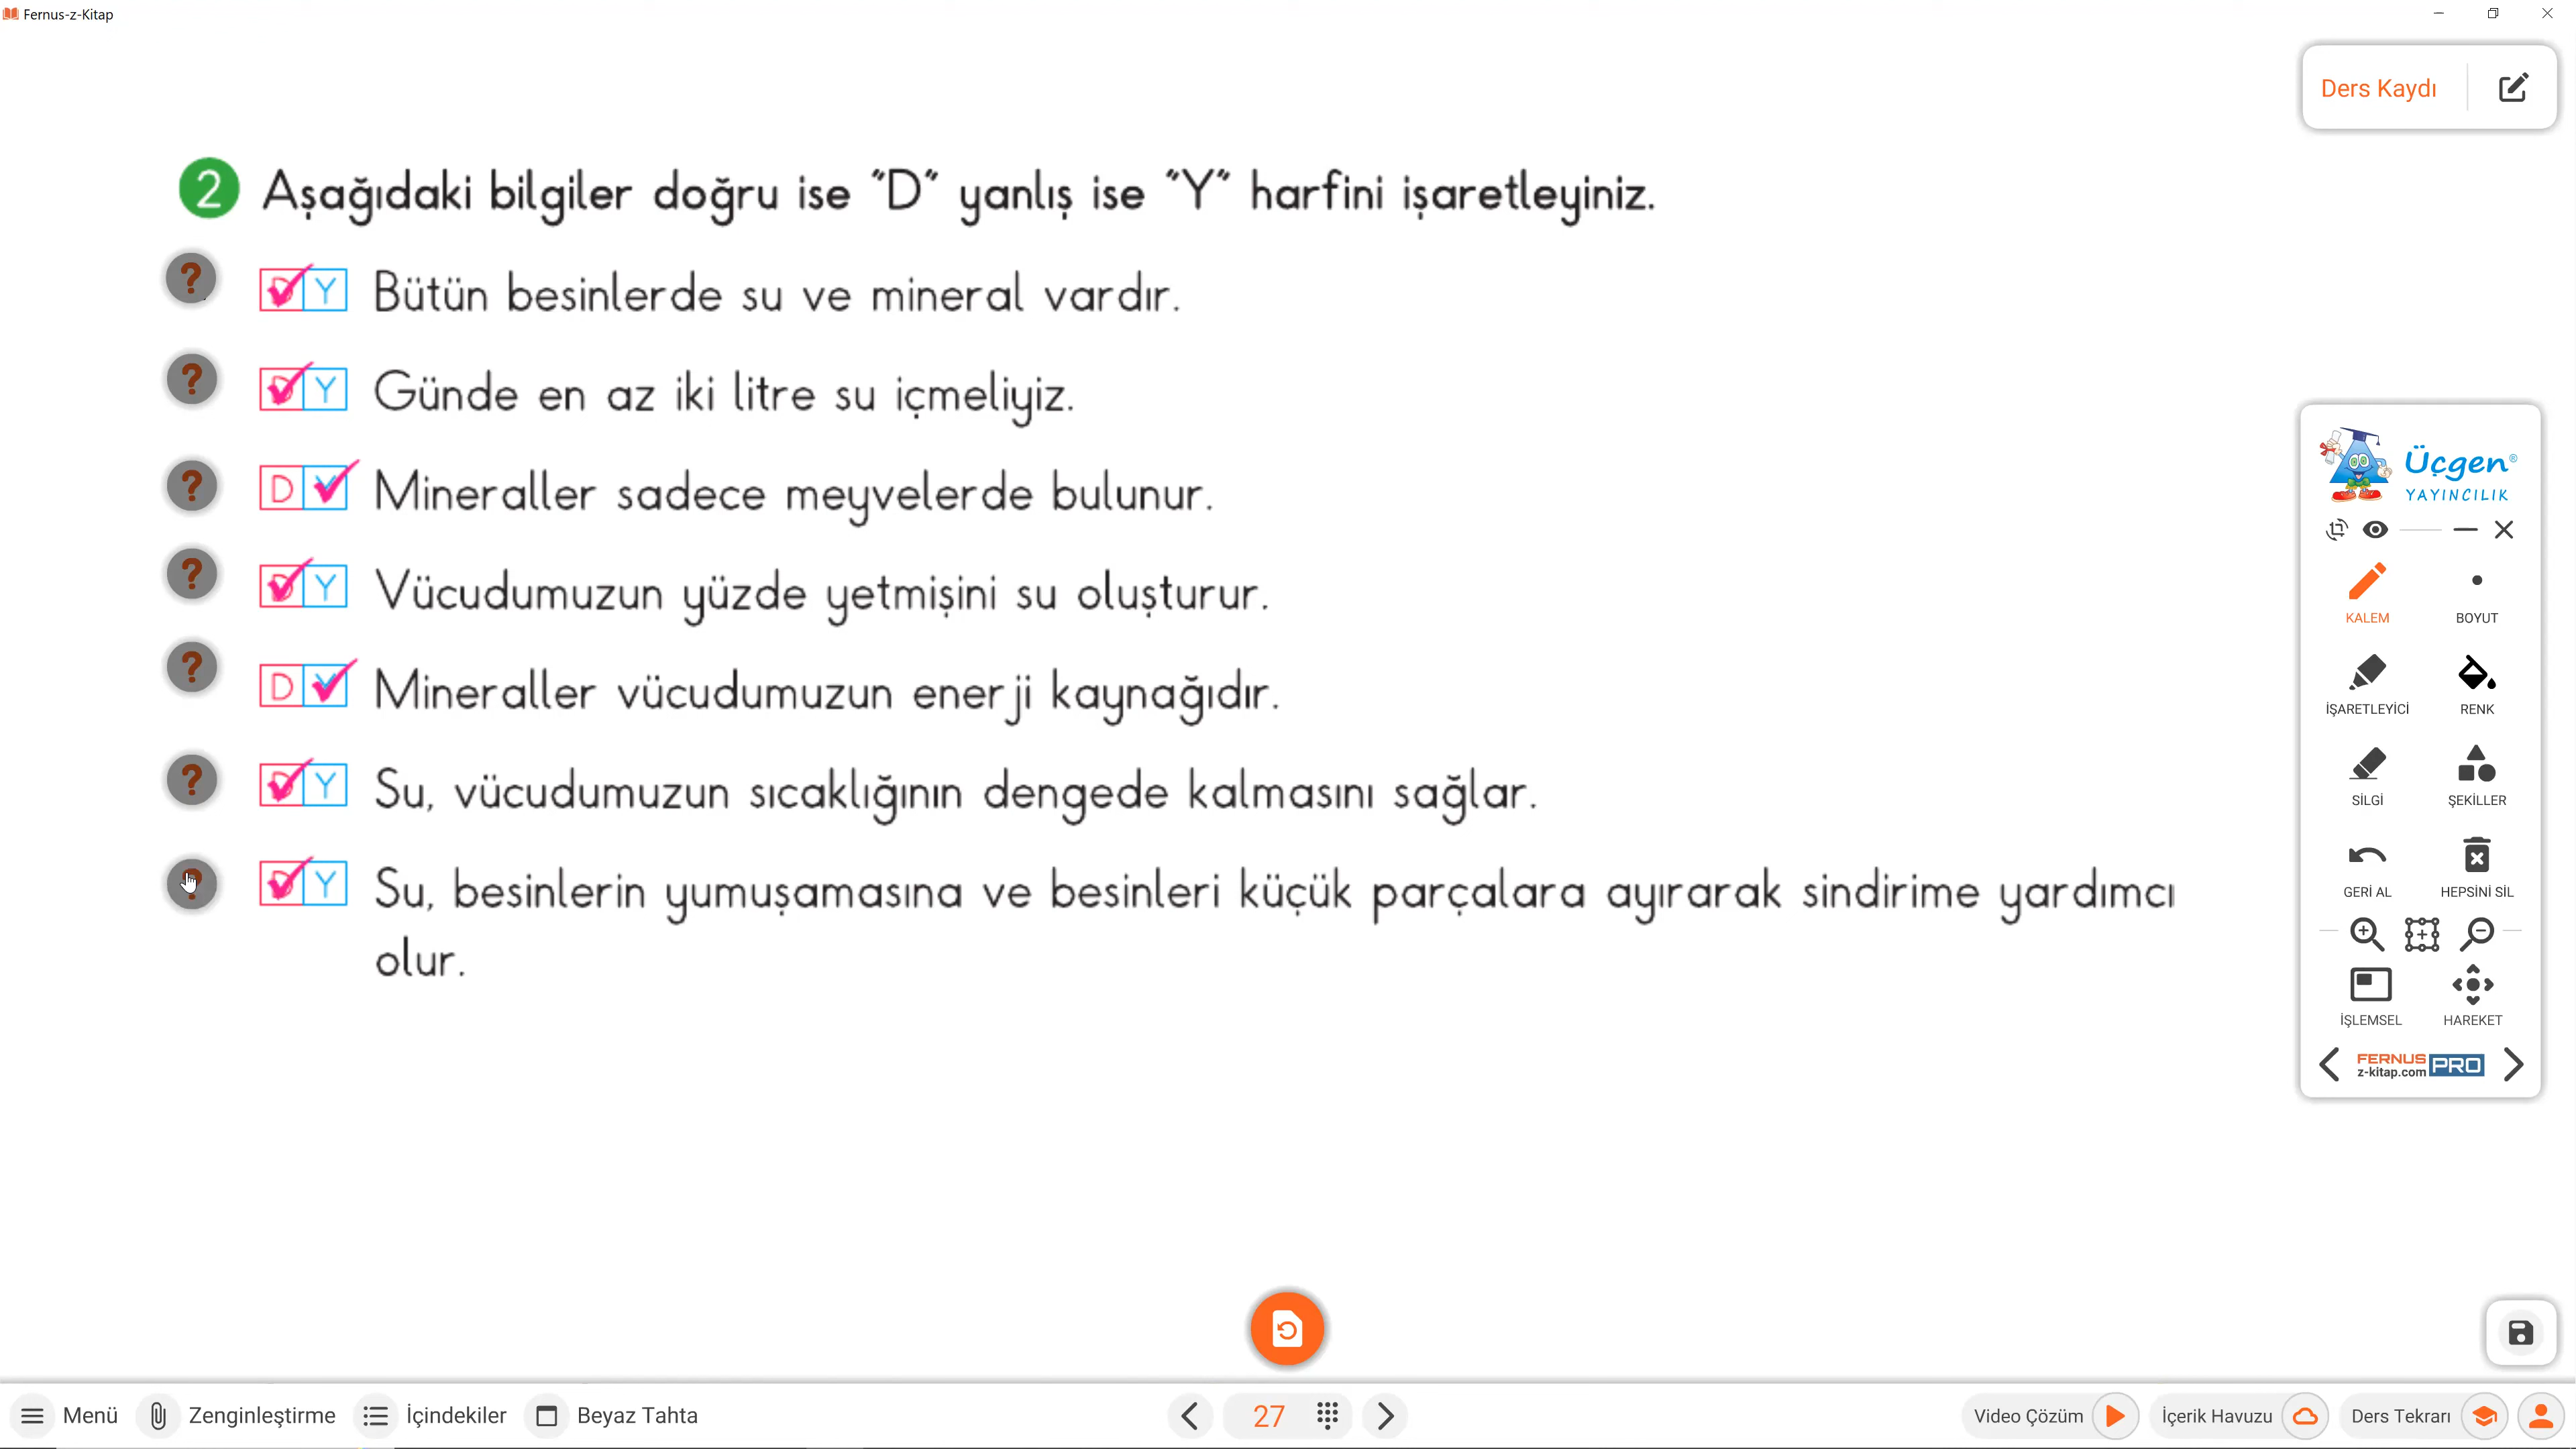 Fernus-z-Kitap
Ders Kaydı
2 Aşağıdaki bilgiler doğru ise "D" yanlış ise "Y" harfini işaretleyiniz.
? D Y Bütün besinlerde su ve mineral vardır.
? D Y Günde en az iki litre su içmeliyiz.
? D Y Mineraller sadece meyvelerde bulunur.
? D Y Vücudumuzun yüzde yetmişini su oluşturur.
? D Y Mineraller vücudumuzun enerji kaynağıdır.
? D Y Su, vücudumuzun sıcaklığının dengede kalmasını sağlar.
? D Y Su, besinlerin yumuşamasına ve besinleri küçük parçalara ayırarak sindirime yardımcı
olur.
Üçgen®
YAYINCILIK
KALEM BOYUT
İŞARETLEYİCİ RENK
SİLGİ ŞEKİLLER
GERİ AL HEPSİNİ SİL
İŞLEMSEL HAREKET
FERNUS PRO
z-kitap.com
Menü Zenginleştirme İçindekiler Beyaz Tahta 27 Video Çözüm İçerik Havuzu Ders Tekrarı